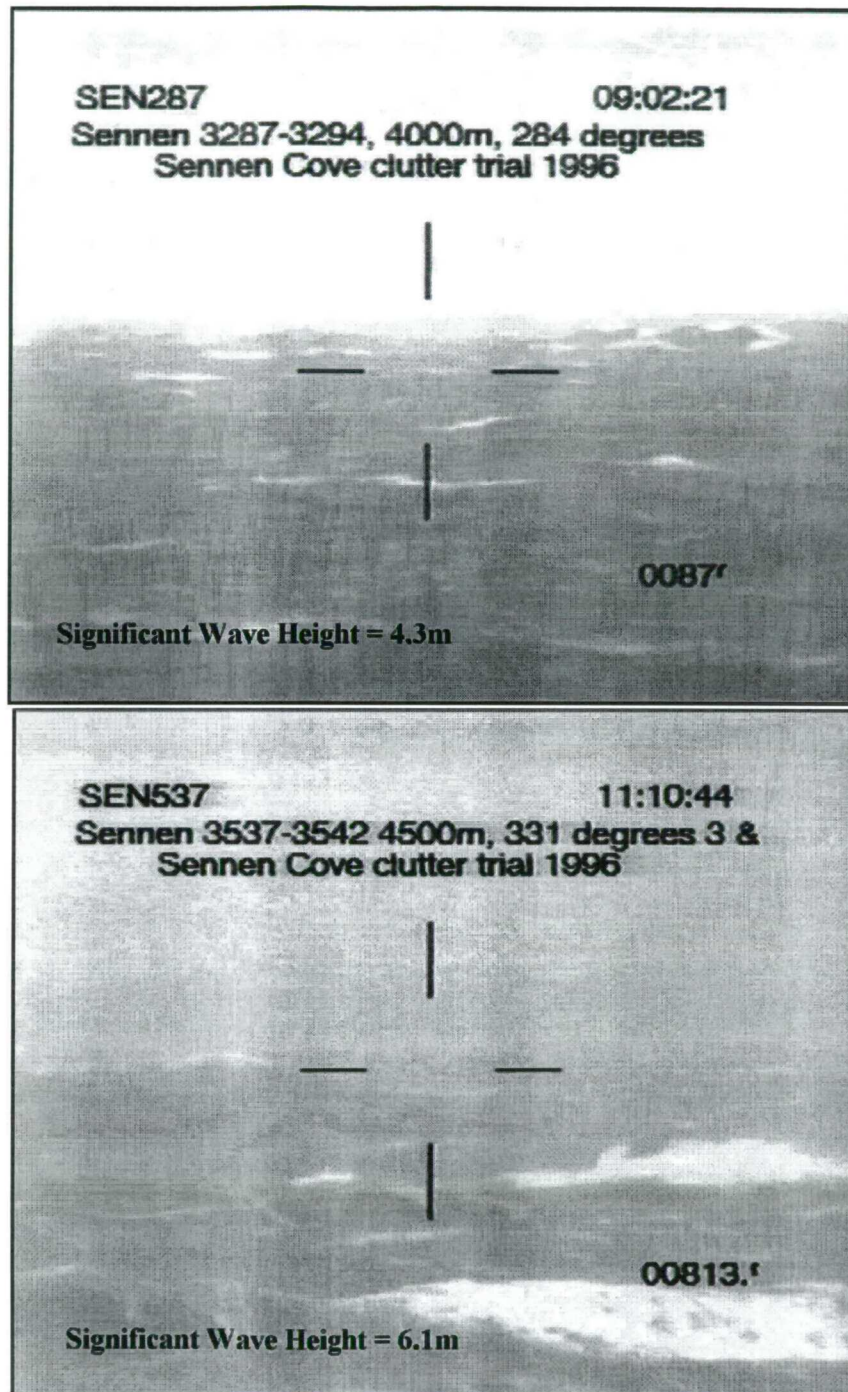 SEN287 09:02:21
Sennen 3287-3294, 4000m, 284 degrees
Sennen Cove clutter trial 1996
0087
Significant Wave Height = 4.3m
SEN537 11:10:44
Sennen 3537-3542 4500m, 331 degrees 3 &
Sennen Cove clutter trial 1996
00813.
Significant Wave Height = 6.1m